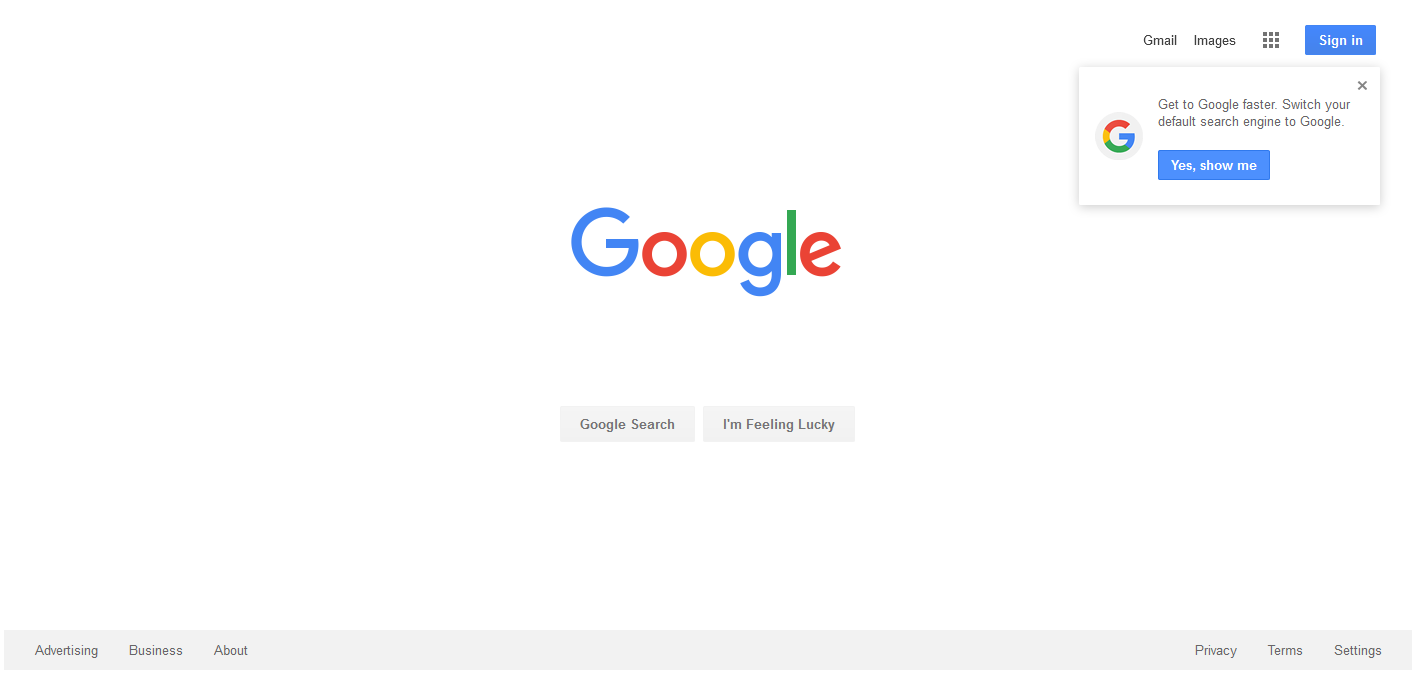 Gmail Images Sign in
Get to Google faster. Switch your
default search engine to Google.
Yes, show me
Google
Google Search I'm Feeling Lucky
Advertising Business About Privacy Terms Settings